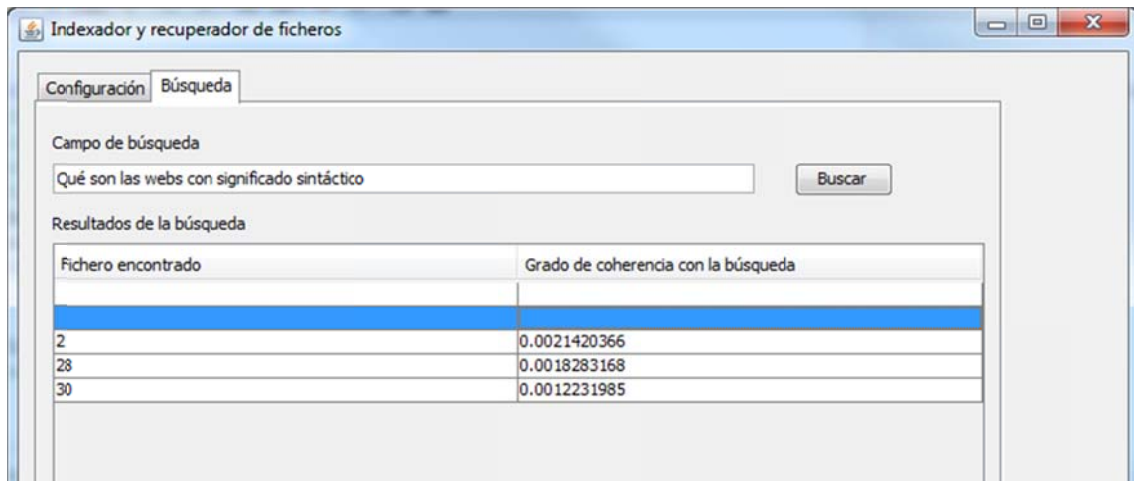 Indexador y recuperador de ficheros
Configuración Búsqueda
Campo de búsqueda
Qué son las webs con significado sintáctico Buscar
Resultados de la búsqueda
Fichero encontrado Grado de coherencia con la búsqueda
2 0.0021420366
28 0.0018283168
30 0.0012231985